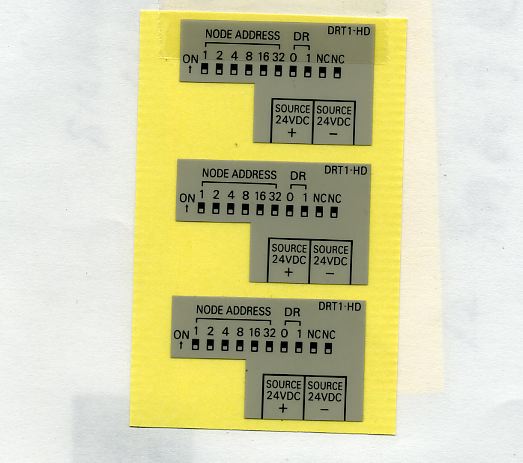 DRT1-HD
NODE ADDRESS DR
ON 1 2 4 8 16 32 0 1 NC NC
↑
SOURCE SOURCE
24VDC 24VDC
+ −
DRT1-HD
NODE ADDRESS DR
ON 1 2 4 8 16 32 0 1 NC NC
↑
SOURCE SOURCE
24VDC 24VDC
+ −
DRT1-HD
NODE ADDRESS DR
ON 1 2 4 8 16 32 0 1 NC NC
↑
SOURCE SOURCE
24VDC 24VDC
+ −